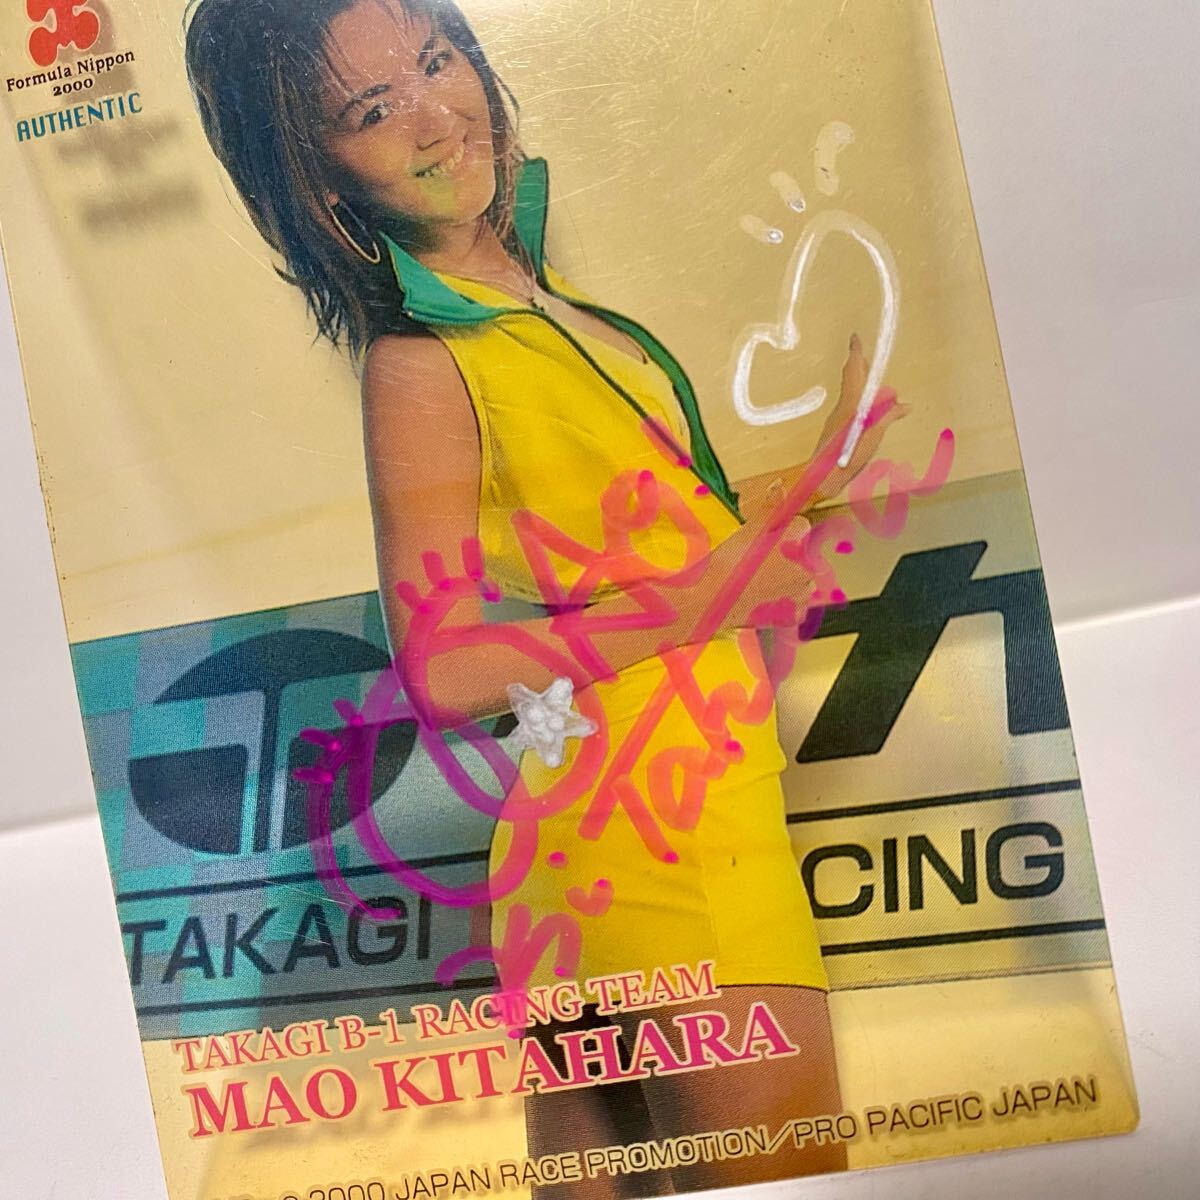 Formula Nippon
2000
AUTHENTIC
TAKAGI
CING
TAKAGI B-1 RACING TEAM
MAO KITAHARA
2000 JAPAN RACE PROMOTION/PRO PACIFIC JAPAN